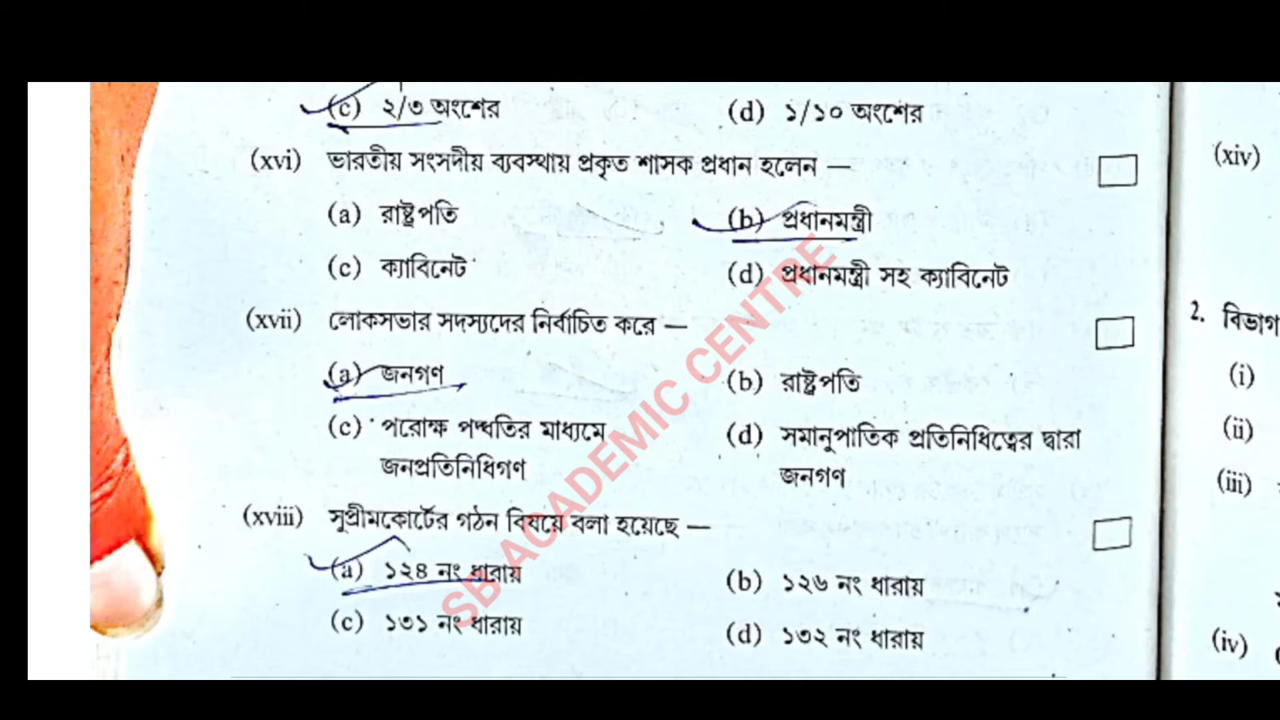 (c) ২/৩ অংশের (d) ১/১০ অংশের
(xvi) ভারতীয় সংসদীয় ব্যবস্থায় প্রকৃত শাসক প্রধান হলেন —
(a) রাষ্ট্রপতি (b) প্রধানমন্ত্রী
(c) ক্যাবিনেট (d) প্রধানমন্ত্রী সহ ক্যাবিনেট
(xvii) লোকসভার সদস্যদের নির্বাচিত করে —
(a) জনগণ (b) রাষ্ট্রপতি
(c) পরোক্ষ পদ্ধতির মাধ্যমে (d) সমানুপাতিক প্রতিনিধিত্বের দ্বারা
জনপ্রতিনিধিগণ জনগণ
(xviii) সুপ্রীমকোর্টের গঠন বিষয়ে বলা হয়েছে —
(a) ১২৪ নং ধারায় (b) ১২৬ নং ধারায়
(c) ১৩১ নং ধারায় (d) ১৩২ নং ধারায়
SB ACADEMIC CENTRE
(xiv)
2. বিভাগ
(i)
(ii)
(iii)
(iv)